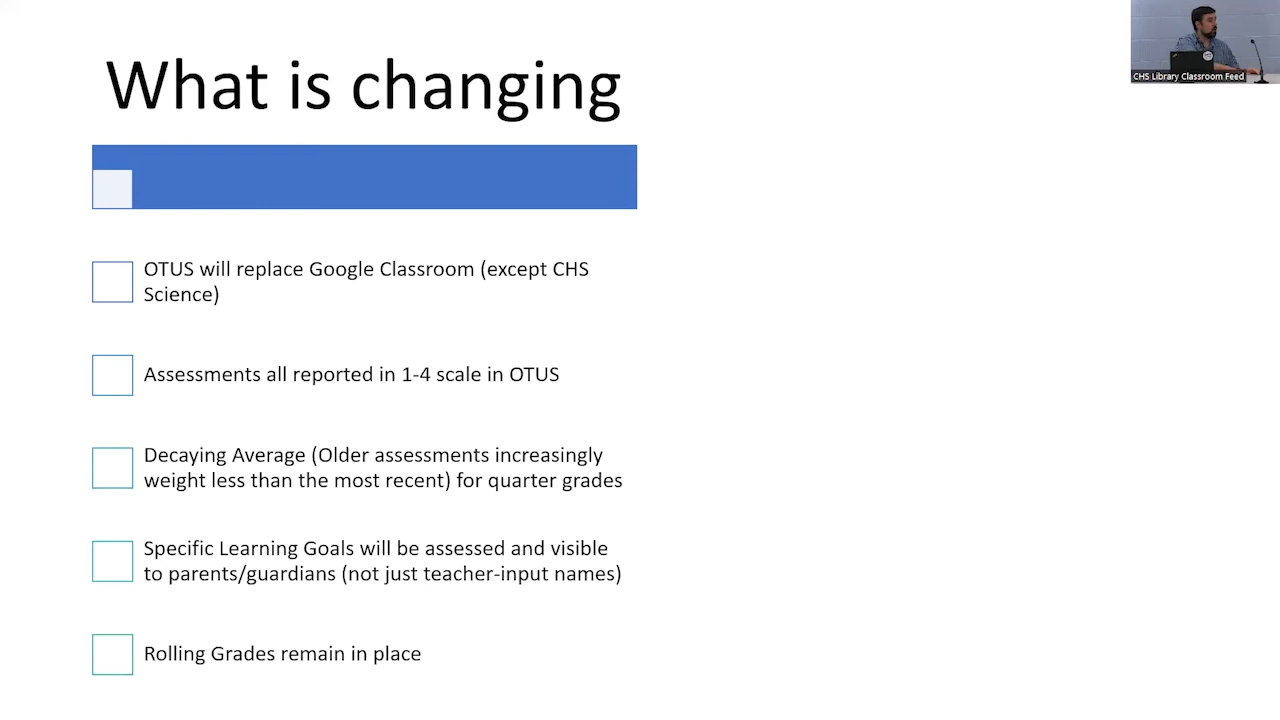 What is changing
CHS Library Classroom Feed
OTUS will replace Google Classroom (except CHS
Science)
Assessments all reported in 1-4 scale in OTUS
Decaying Average (Older assessments increasingly
weight less than the most recent) for quarter grades
Specific Learning Goals will be assessed and visible
to parents/guardians (not just teacher-input names)
Rolling Grades remain in place